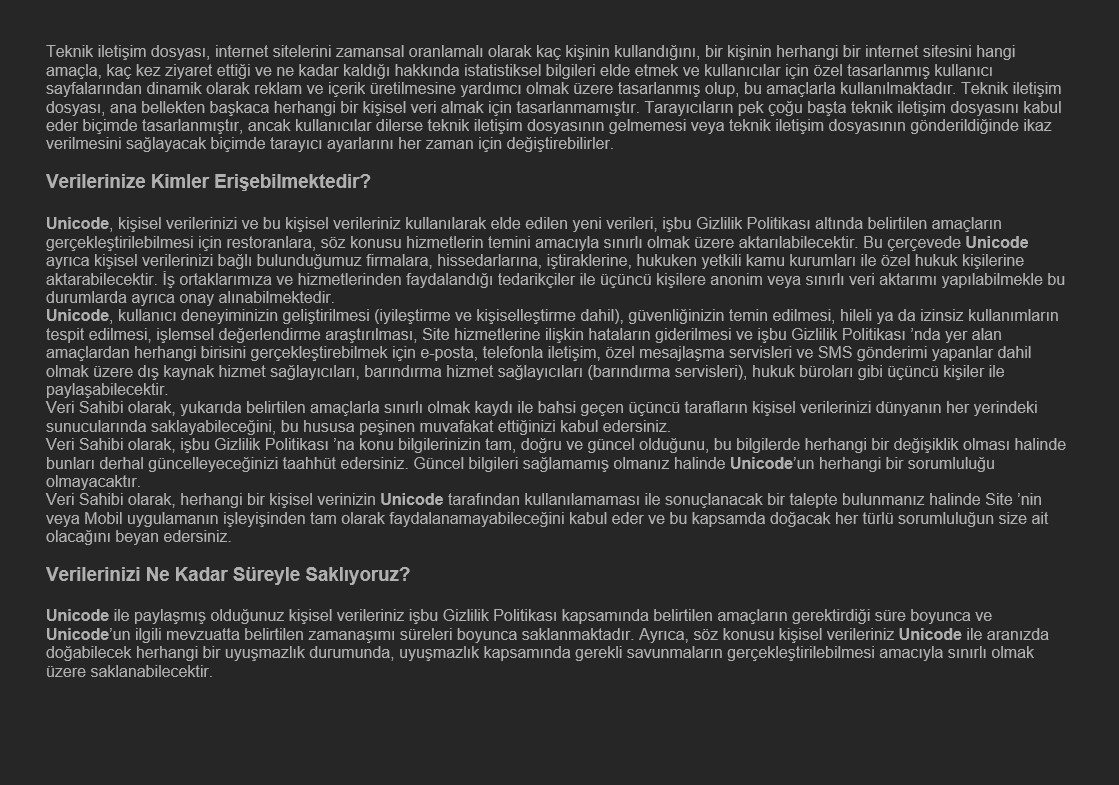 Teknik iletişim dosyası, internet sitelerini zamansal oranlamalı olarak kaç kişinin kullandığını, bir kişinin herhangi bir internet sitesini hangi
amaçla, kaç kez ziyaret ettiği ve ne kadar kaldığı hakkında istatistiksel bilgileri elde etmek ve kullanıcılar için özel tasarlanmış kullanıcı
sayfalarından dinamik olarak reklam ve içerik üretilmesine yardımcı olmak üzere tasarlanmış olup, bu amaçlarla kullanılmaktadır. Teknik iletişim
dosyası, ana bellekten başkaca herhangi bir kişisel veri almak için tasarlanmamıştır. Tarayıcıların pek çoğu başta teknik iletişim dosyasını kabul
eder biçimde tasarlanmıştır, ancak kullanıcılar dilerse teknik iletişim dosyasının gelmemesi veya teknik iletişim dosyasının gönderildiğinde ikaz
verilmesini sağlayacak biçimde tarayıcı ayarlarını her zaman için değiştirebilirler.
Verilerinize Kimler Erişebilmektedir?
Unicode, kişisel verilerinizi ve bu kişisel verileriniz kullanılarak elde edilen yeni verileri, işbu Gizlilik Politikası altında belirtilen amaçların
gerçekleştirilebilmesi için restoranlara, söz konusu hizmetlerin temini amacıyla sınırlı olmak üzere aktarılabilecektir. Bu çerçevede Unicode
ayrıca kişisel verilerinizi bağlı bulunduğumuz firmalara, hissedarlarına, iştiraklerine, hukuken yetkili kamu kurumları ile özel hukuk kişilerine
aktarabilecektir. İş ortaklarımıza ve hizmetlerinden faydalandığı tedarikçiler ile üçüncü kişilere anonim veya sınırlı veri aktarımı yapılabilmekle bu
durumlarda ayrıca onay alınabilmektedir.
Unicode, kullanıcı deneyiminizin geliştirilmesi (iyileştirme ve kişiselleştirme dahil), güvenliğinizin temin edilmesi, hileli ya da izinsiz kullanımların
tespit edilmesi, işlemsel değerlendirme araştırılması, Site hizmetlerine ilişkin hataların giderilmesi ve işbu Gizlilik Politikası ’nda yer alan
amaçlardan herhangi birisini gerçekleştirebilmek için e-posta, telefonla iletişim, özel mesajlaşma servisleri ve SMS gönderimi yapanlar dahil
olmak üzere dış kaynak hizmet sağlayıcıları, barındırma hizmet sağlayıcıları (barındırma servisleri), hukuk büroları gibi üçüncü kişiler ile
paylaşabilecektir.
Veri Sahibi olarak, yukarıda belirtilen amaçlarla sınırlı olmak kaydı ile bahsi geçen üçüncü tarafların kişisel verilerinizi dünyanın her yerindeki
sunucularında saklayabileceğini, bu hususa peşinen muvafakat ettiğinizi kabul edersiniz.
Veri Sahibi olarak, işbu Gizlilik Politikası ’na konu bilgilerinizin tam, doğru ve güncel olduğunu, bu bilgilerde herhangi bir değişiklik olması halinde
bunları derhal güncelleyeceğinizi taahhüt edersiniz. Güncel bilgileri sağlamamış olmanız halinde Unicode’un herhangi bir sorumluluğu
olmayacaktır.
Veri Sahibi olarak, herhangi bir kişisel verinizin Unicode tarafından kullanılamaması ile sonuçlanacak bir talepte bulunmanız halinde Site ’nin
veya Mobil uygulamanın işleyişinden tam olarak faydalanamayabileceğini kabul eder ve bu kapsamda doğacak her türlü sorumluluğun size ait
olacağını beyan edersiniz.
Verilerinizi Ne Kadar Süreyle Saklıyoruz?
Unicode ile paylaşmış olduğunuz kişisel verileriniz işbu Gizlilik Politikası kapsamında belirtilen amaçların gerektirdiği süre boyunca ve
Unicode’un ilgili mevzuatta belirtilen zamanaşımı süreleri boyunca saklanmaktadır. Ayrıca, söz konusu kişisel verileriniz Unicode ile aranızda
doğabilecek herhangi bir uyuşmazlık durumunda, uyuşmazlık kapsamında gerekli savunmaların gerçekleştirilebilmesi amacıyla sınırlı olmak
üzere saklanabilecektir.